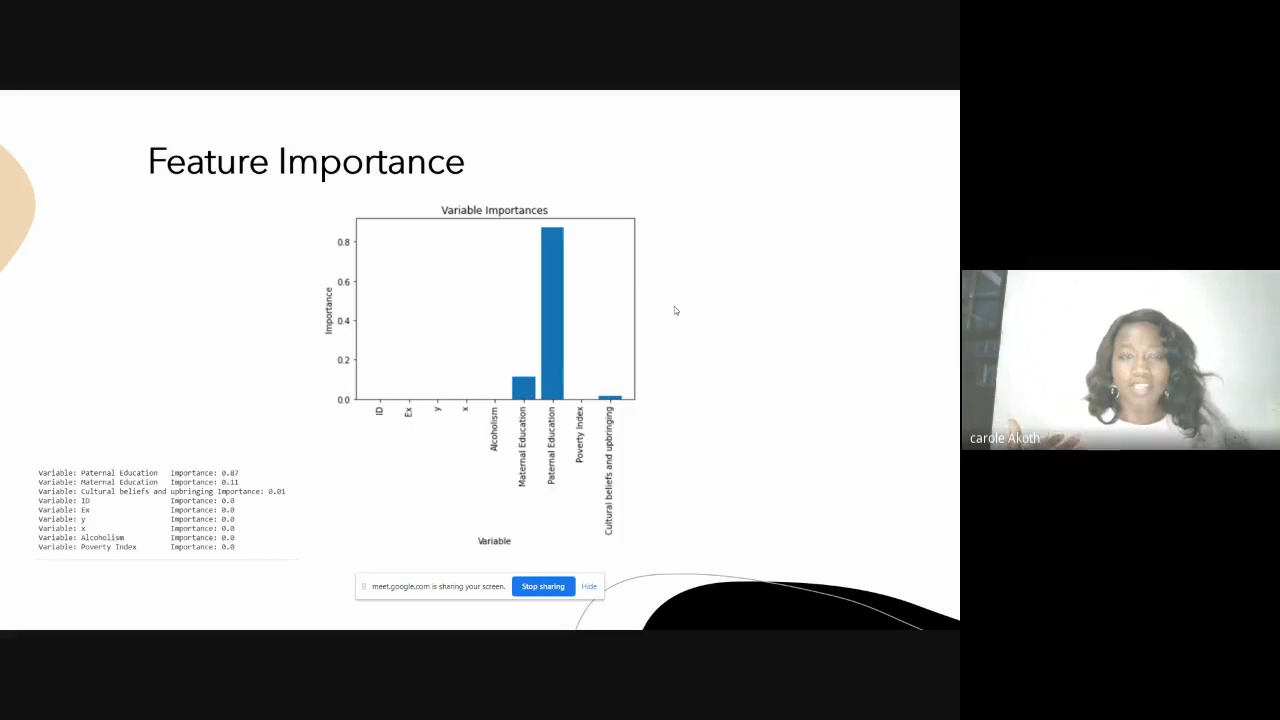 Feature Importance
Variable Importances
0.8
0.6
0.4
0.2
0.0
Importance
ID
Ex
y
x
Alcoholism
Maternal Education
Paternal Education
Poverty Index
Cultural beliefs and upbringing
Variable
Variable: Paternal Education Importance: 0.87
Variable: Maternal Education Importance: 0.11
Variable: Cultural beliefs and upbringing Importance: 0.01
Variable: ID Importance: 0.0
Variable: Ex Importance: 0.0
Variable: y Importance: 0.0
Variable: x Importance: 0.0
Variable: Alcoholism Importance: 0.0
Variable: Poverty Index Importance: 0.0
meet.google.com is sharing your screen. Stop sharing Hide
carole Akoth